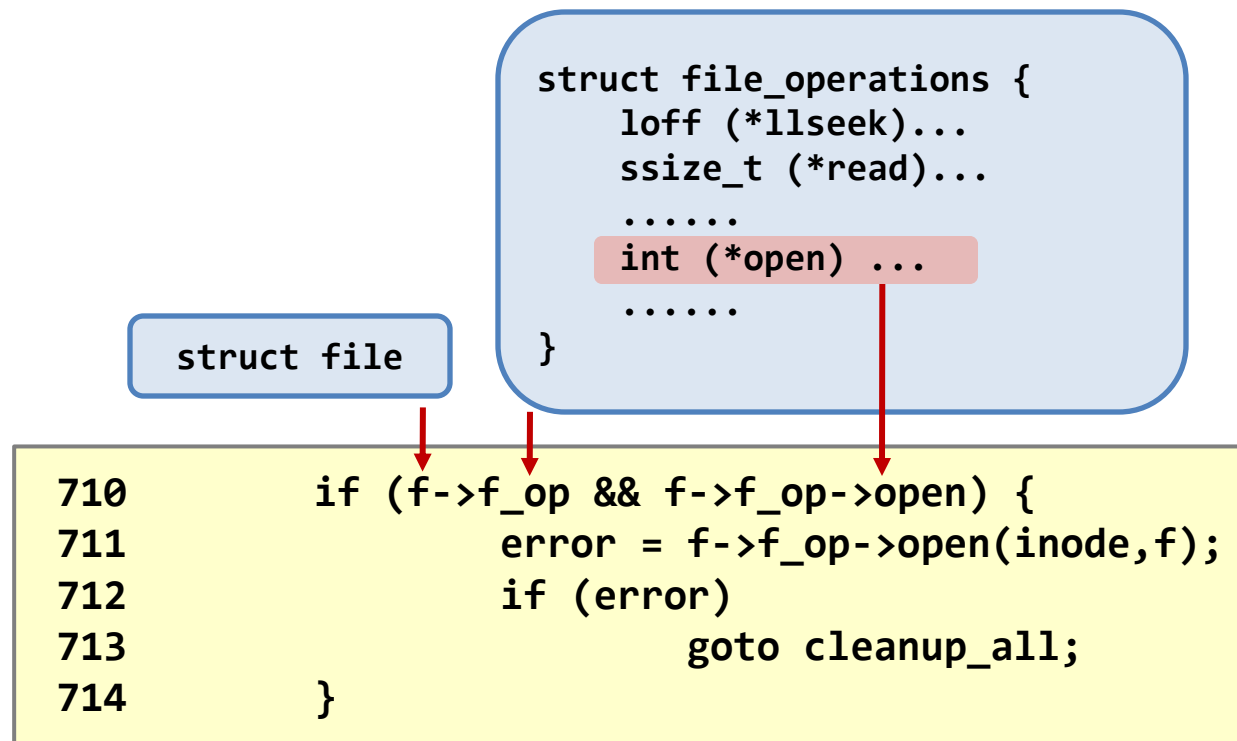 struct file_operations {
loff (*llseek)...
ssize_t (*read)...
......
int (*open) ...
......
}
struct file
710 if (f->f_op && f->f_op->open) {
711 error = f->f_op->open(inode,f);
712 if (error)
713 goto cleanup_all;
714 }